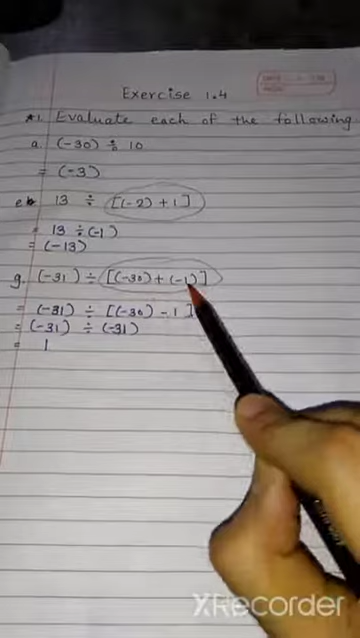 Exercise 1.4
*1. Evaluate each of the following
a. (-30) ÷ 10
= (-3)
e. 13 ÷ [(-2) + 1]
= 13 ÷ (-1)
= (-13)
g. (-31) ÷ [(-30) + (-1)]
= (-31) ÷ [(-30) - 1]
= (-31) ÷ (-31)
= 1
XRecorder